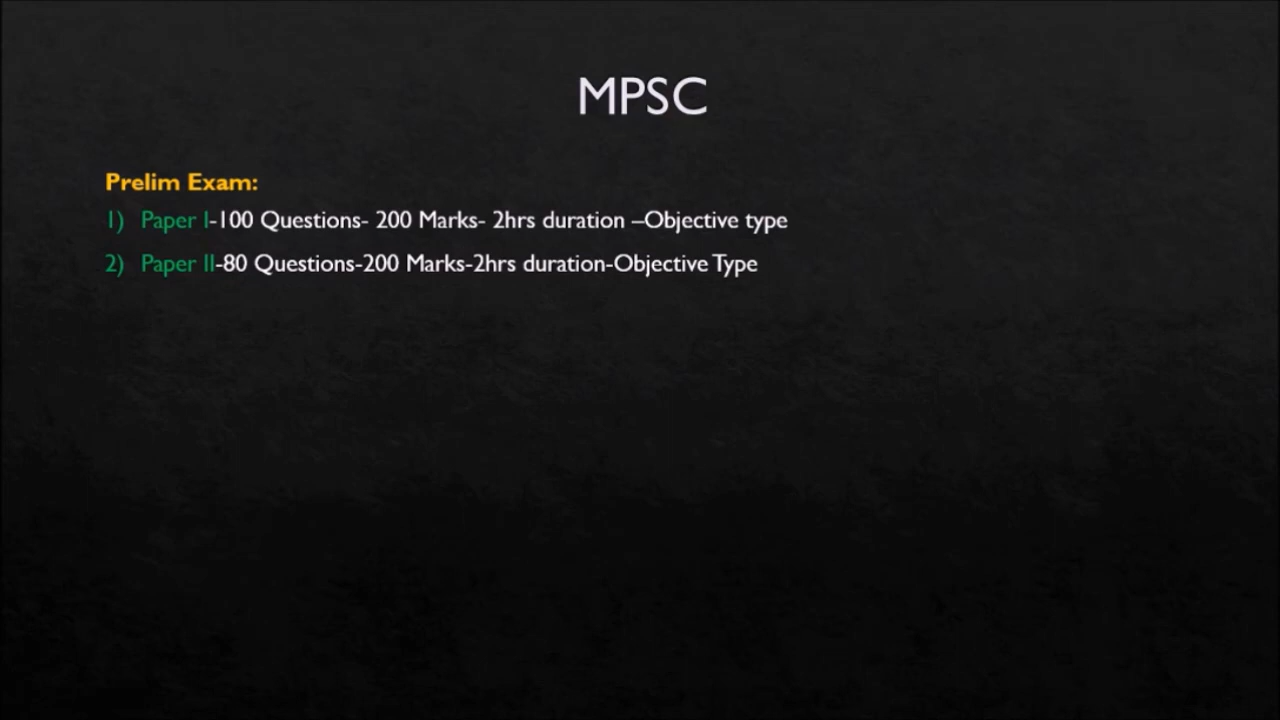 MPSC
Prelim Exam:
1) Paper I-100 Questions- 200 Marks- 2hrs duration –Objective type
2) Paper II-80 Questions-200 Marks-2hrs duration-Objective Type